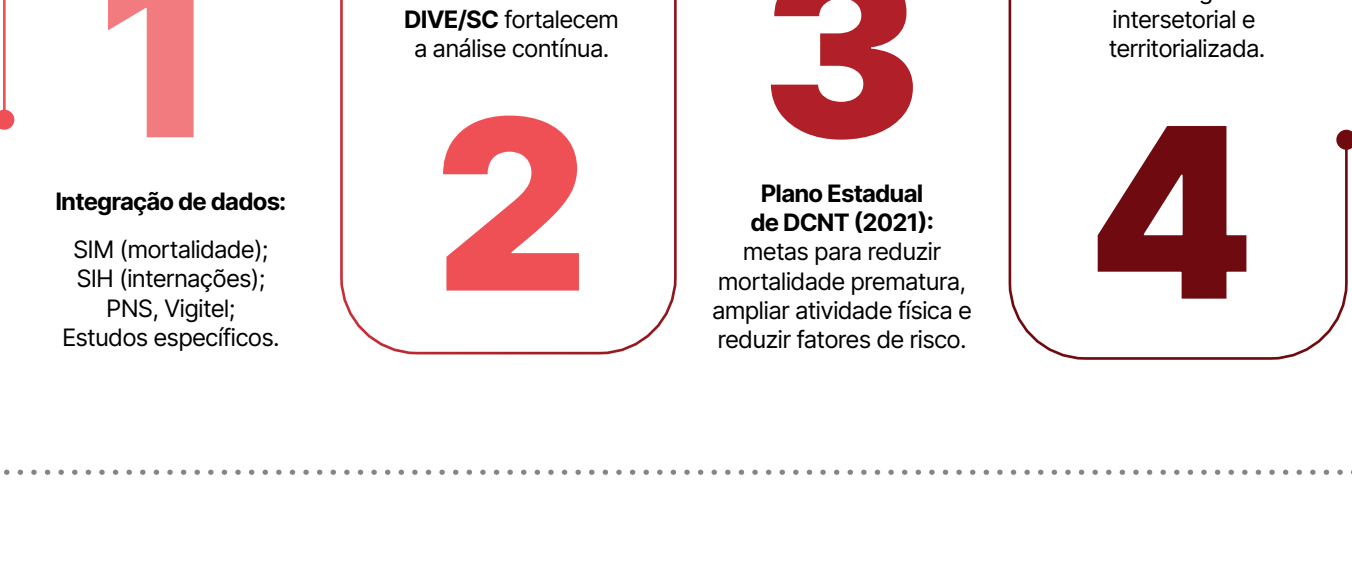 1
Integração de dados:
SIM (mortalidade);
SIH (internações);
PNS, Vigitel;
Estudos específicos.
DIVE/SC fortalecem
a análise contínua.
2
3
Plano Estadual
de DCNT (2021):
metas para reduzir
mortalidade prematura,
ampliar atividade física e
reduzir fatores de risco.
intersetorial e
territorializada.
4